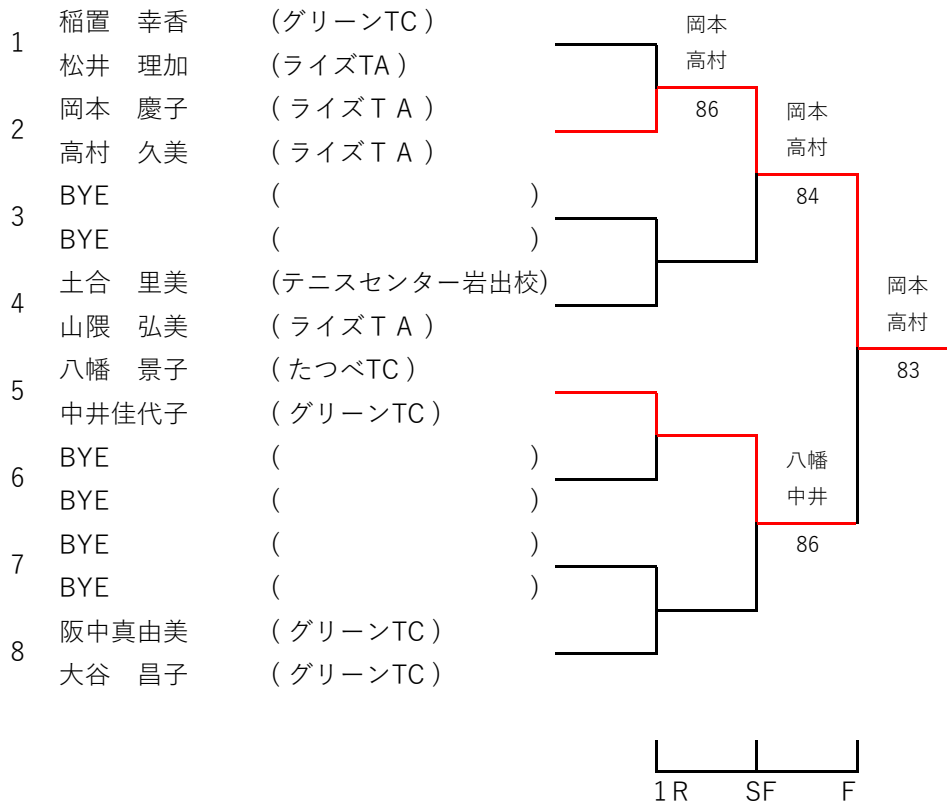 1
稲置　幸香 (グリーンTC )
松井　理加 (ライズTA )
2
岡本　慶子 ( ライズＴＡ )
高村　久美 ( ライズＴＡ )
3
BYE ( )
BYE ( )
4
土合　里美 (テニスセンター岩出校)
山隈　弘美 ( ライズＴＡ )
5
八幡　景子 ( たつべTC )
中井佳代子 ( グリーンTC )
6
BYE ( )
BYE ( )
7
BYE ( )
BYE ( )
8
阪中真由美 ( グリーンTC )
大谷　昌子 ( グリーンTC )
岡本
高村
86
岡本
高村
84
八幡
中井
86
岡本
高村
83
1R SF F